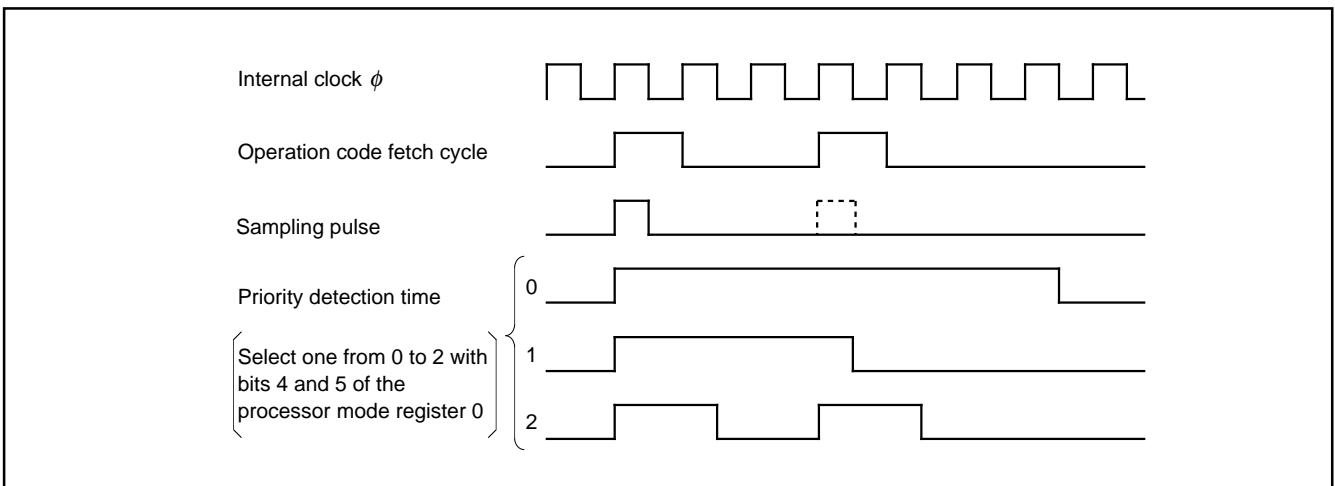 Internal clock ϕ
Operation code fetch cycle
Sampling pulse
Priority detection time
0
Select one from 0 to 2 with
bits 4 and 5 of the
processor mode register 0
1
2